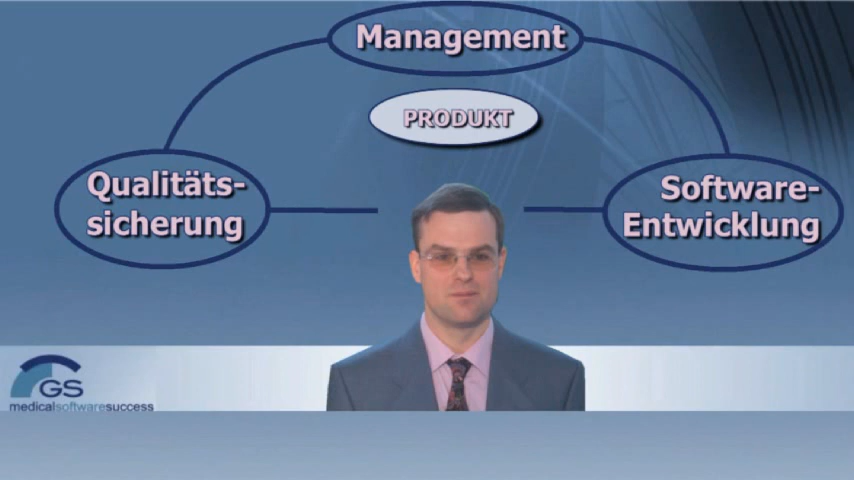 Management
PRODUKT
Qualitäts-
sicherung
Software-
Entwicklung
GS
medicalsoftwaresuccess